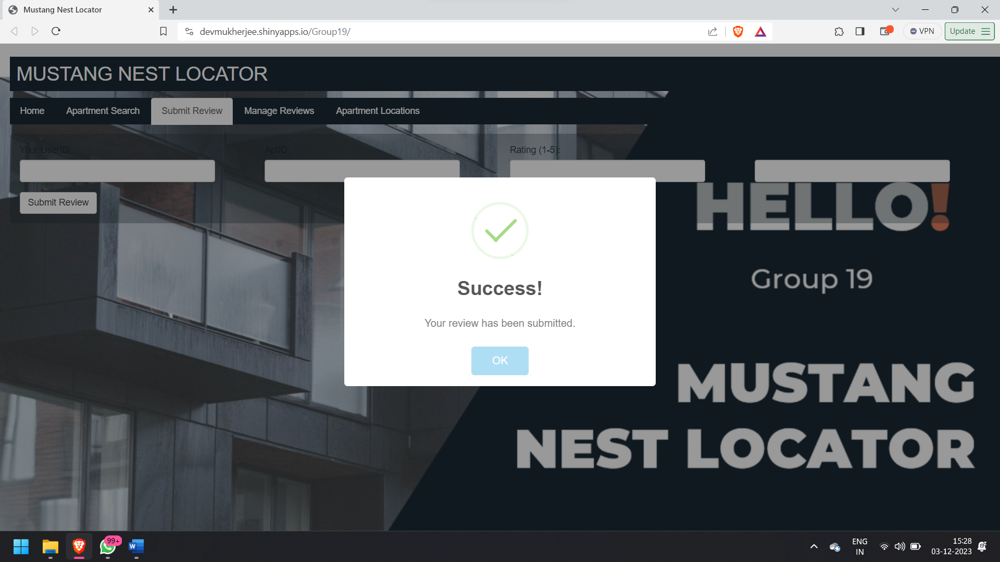 Mustang Nest Locator
devmukherjee.shinyapps.io/Group19/
VPN
Update
MUSTANG NEST LOCATOR
Home
Apartment Search
Submit Review
Manage Reviews
Apartment Locations
Your UserID:
AptID:
Rating (1-5):
Submit Review
HELLO!
Group 19
Success!
Your review has been submitted.
OK
MUSTANG
NEST LOCATOR
99+
W
ENG
IN
15:28
03-12-2023